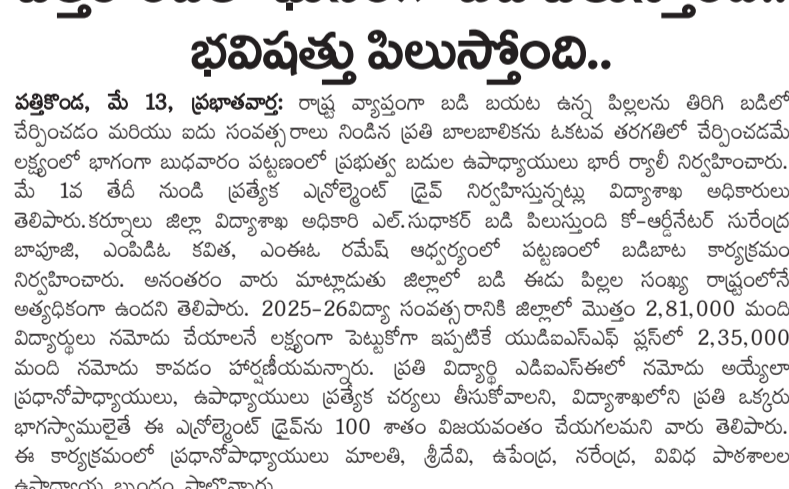 భవిషత్తు పిలుస్తోంది..
పత్తికొండ, మే 13, ప్రభాతవార్త: రాష్ట్ర వ్యాప్తంగా బడి బయట ఉన్న పిల్లలను తిరిగి బడిలో
చేర్పించడం మరియు ఐదు సంవత్సరాలు నిండిన ప్రతి బాలబాలికను ఓకటవ తరగతిలో చేర్పించడమే
లక్ష్యంలో భాగంగా బుధవారం పట్టణంలో ప్రభుత్వ బడుల ఉపాధ్యాయులు భారీ ర్యాలీ నిర్వహించారు.
మే 1వ తేదీ నుండి ప్రత్యేక ఎన్రోల్మెంట్ డ్రైవ్ నిర్వహిస్తున్నట్లు విద్యాశాఖ అధికారులు
తెలిపారు.కర్నూలు జిల్లా విద్యాశాఖ అధికారి ఎల్.సుధాకర్ బడి పిలుస్తుంది కో-ఆర్డీనేటర్ సురేంద్ర
బాపూజి, ఎంపిడిఓ కవిత, ఎంఈఓ రమేష్ ఆధ్వర్యంలో పట్టణంలో బడిబాట కార్యక్రమం
నిర్వహించారు. అనంతరం వారు మాట్లాడుతు జిల్లాలో బడి ఈడు పిల్లల సంఖ్య రాష్ట్రంలోనే
అత్యధికంగా ఉందని తెలిపారు. 2025-26విద్యా సంవత్సరానికి జిల్లాలో మొత్తం 2,81,000 మంది
విద్యార్థులు నమోదు చేయాలనే లక్ష్యంగా పెట్టుకోగా ఇప్పటికే యుడిఐఎస్ఎఫ్ ప్లస్‌లో 2,35,000
మంది నమోదు కావడం హర్షణీయమన్నారు. ప్రతి విద్యార్థి ఎడిఐఎస్ఈలో నమోదు అయ్యేలా
ప్రధానోపాధ్యాయులు, ఉపాధ్యాయులు ప్రత్యేక చర్యలు తీసుకోవాలని, విద్యాశాఖలోని ప్రతి ఒక్కరు
భాగస్వాములైతే ఈ ఎన్రోల్మెంట్ డ్రైవ్‌ను 100 శాతం విజయవంతం చేయగలమని వారు తెలిపారు.
ఈ కార్యక్రమంలో ప్రధానోపాధ్యాయులు మాలతి, శ్రీదేవి, ఉపేంద్ర, నరేంద్ర, వివిధ పాఠశాలల
ఉపాధ్యాయ బృందం పాల్గొన్నారు.